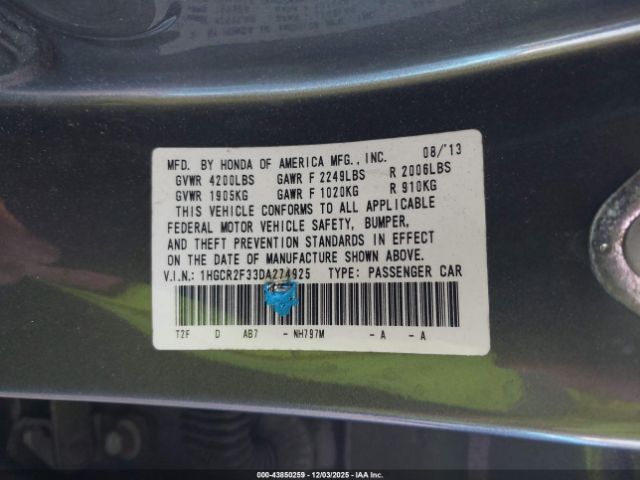 MFD. BY HONDA OF AMERICA MFG., INC. 08/'13
GVWR 4200LBS GAWR F 2249LBS R 2006LBS
GVWR 1905KG GAWR F 1020KG R 910KG
THIS VEHICLE CONFORMS TO ALL APPLICABLE
FEDERAL MOTOR VEHICLE SAFETY, BUMPER,
AND THEFT PREVENTION STANDARDS IN EFFECT
ON THE DATE OF MANUFACTURE SHOWN ABOVE.
V.I.N.: 1HGCR2F33DA274925 TYPE: PASSENGER CAR
T2F D AB7 - NH797M - A - A
000-43850259 | 12/03/2025 | IAA Inc.